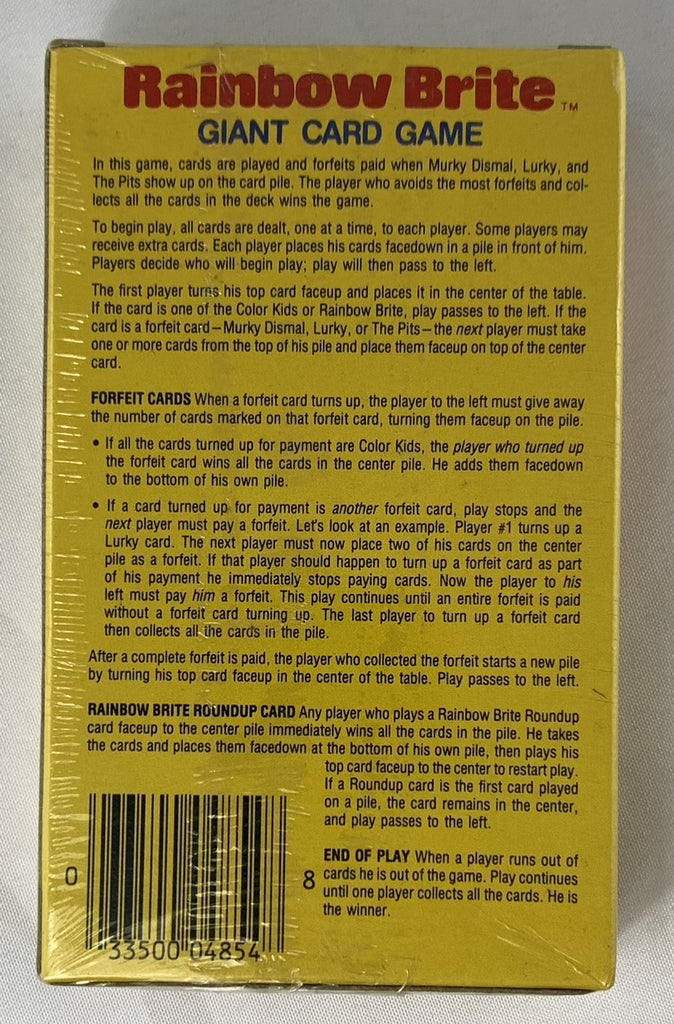 Rainbow Brite™
GIANT CARD GAME
In this game, cards are played and forfeits paid when Murky Dismal, Lurky, and
The Pits show up on the card pile. The player who avoids the most forfeits and col-
lects all the cards in the deck wins the game.
To begin play, all cards are dealt, one at a time, to each player. Some players may
receive extra cards. Each player places his cards facedown in a pile in front of him.
Players decide who will begin play; play will then pass to the left.
The first player turns his top card faceup and places it in the center of the table.
If the card is one of the Color Kids or Rainbow Brite, play passes to the left. If the
card is a forfeit card—Murky Dismal, Lurky, or The Pits—the next player must take
one or more cards from the top of his pile and place them faceup on top of the center
card.
FORFEIT CARDS When a forfeit card turns up, the player to the left must give away
the number of cards marked on that forfeit card, turning them faceup on the pile.
• If all the cards turned up for payment are Color Kids, the player who turned up
the forfeit card wins all the cards in the center pile. He adds them facedown
to the bottom of his own pile.
• If a card turned up for payment is another forfeit card, play stops and the
next player must pay a forfeit. Let's look at an example. Player #1 turns up a
Lurky card. The next player must now place two of his cards on the center
pile as a forfeit. If that player should happen to turn up a forfeit card as part
of his payment he immediately stops paying cards. Now the player to his
left must pay him a forfeit. This play continues until an entire forfeit is paid
without a forfeit card turning up. The last player to turn up a forfeit card
then collects all the cards in the pile.
After a complete forfeit is paid, the player who collected the forfeit starts a new pile
by turning his top card faceup in the center of the table. Play passes to the left.
RAINBOW BRITE ROUNDUP CARD Any player who plays a Rainbow Brite Roundup
card faceup to the center pile immediately wins all the cards in the pile. He takes
the cards and places them facedown at the bottom of his own pile, then plays his
top card faceup to the center to restart play.
If a Roundup card is the first card played
on a pile, the card remains in the center,
and play passes to the left.
END OF PLAY When a player runs out of
cards he is out of the game. Play continues
until one player collects all the cards. He is
the winner.
0 33500 04854 8